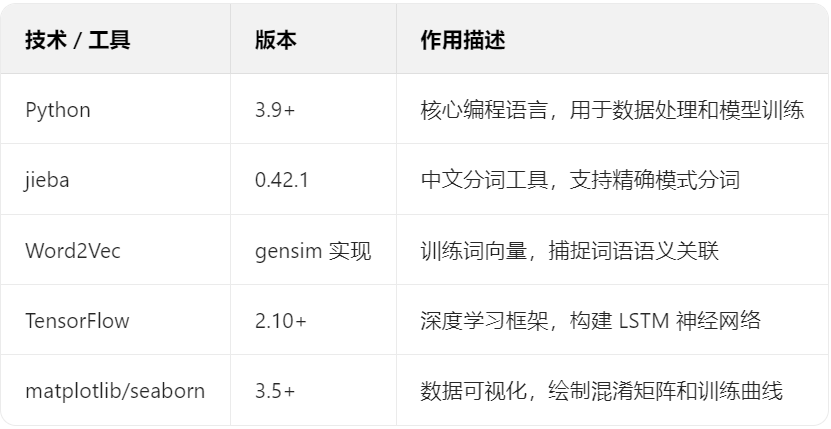 技术 / 工具 版本 作用描述
Python 3.9+ 核心编程语言，用于数据处理和模型训练
jieba 0.42.1 中文分词工具，支持精确模式分词
Word2Vec gensim 实现 训练词向量，捕捉词语语义关联
TensorFlow 2.10+ 深度学习框架，构建 LSTM 神经网络
matplotlib/seaborn 3.5+ 数据可视化，绘制混淆矩阵和训练曲线